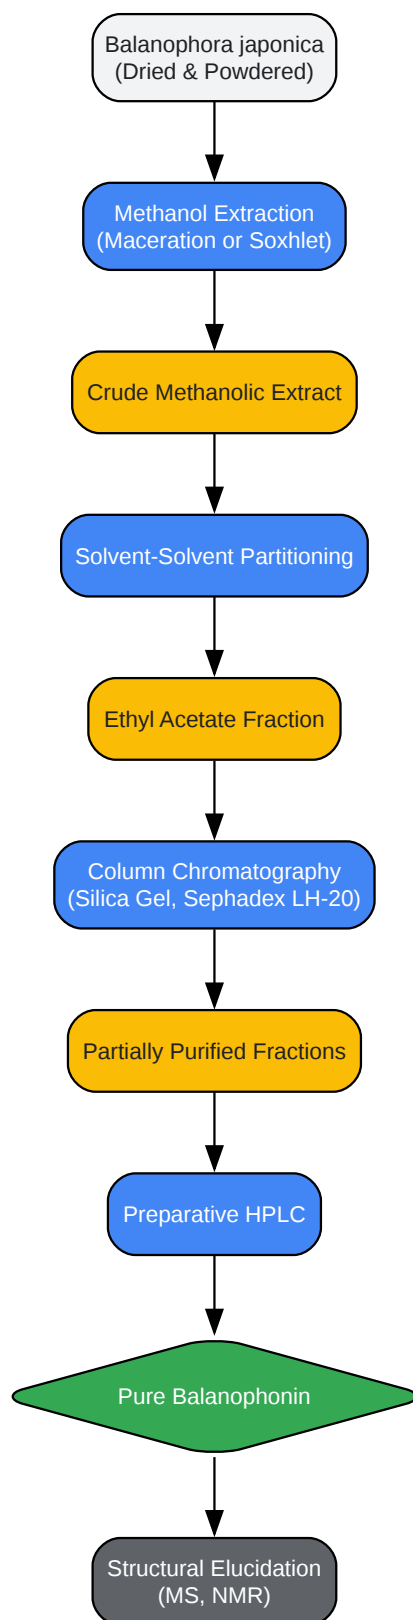 Balanophora japonica
(Dried & Powdered)
Methanol Extraction
(Maceration or Soxhlet)
Crude Methanolic Extract
Solvent-Solvent Partitioning
Ethyl Acetate Fraction
Column Chromatography
(Silica Gel, Sephadex LH-20)
Partially Purified Fractions
Preparative HPLC
Pure Balanophonin
Structural Elucidation
(MS, NMR)